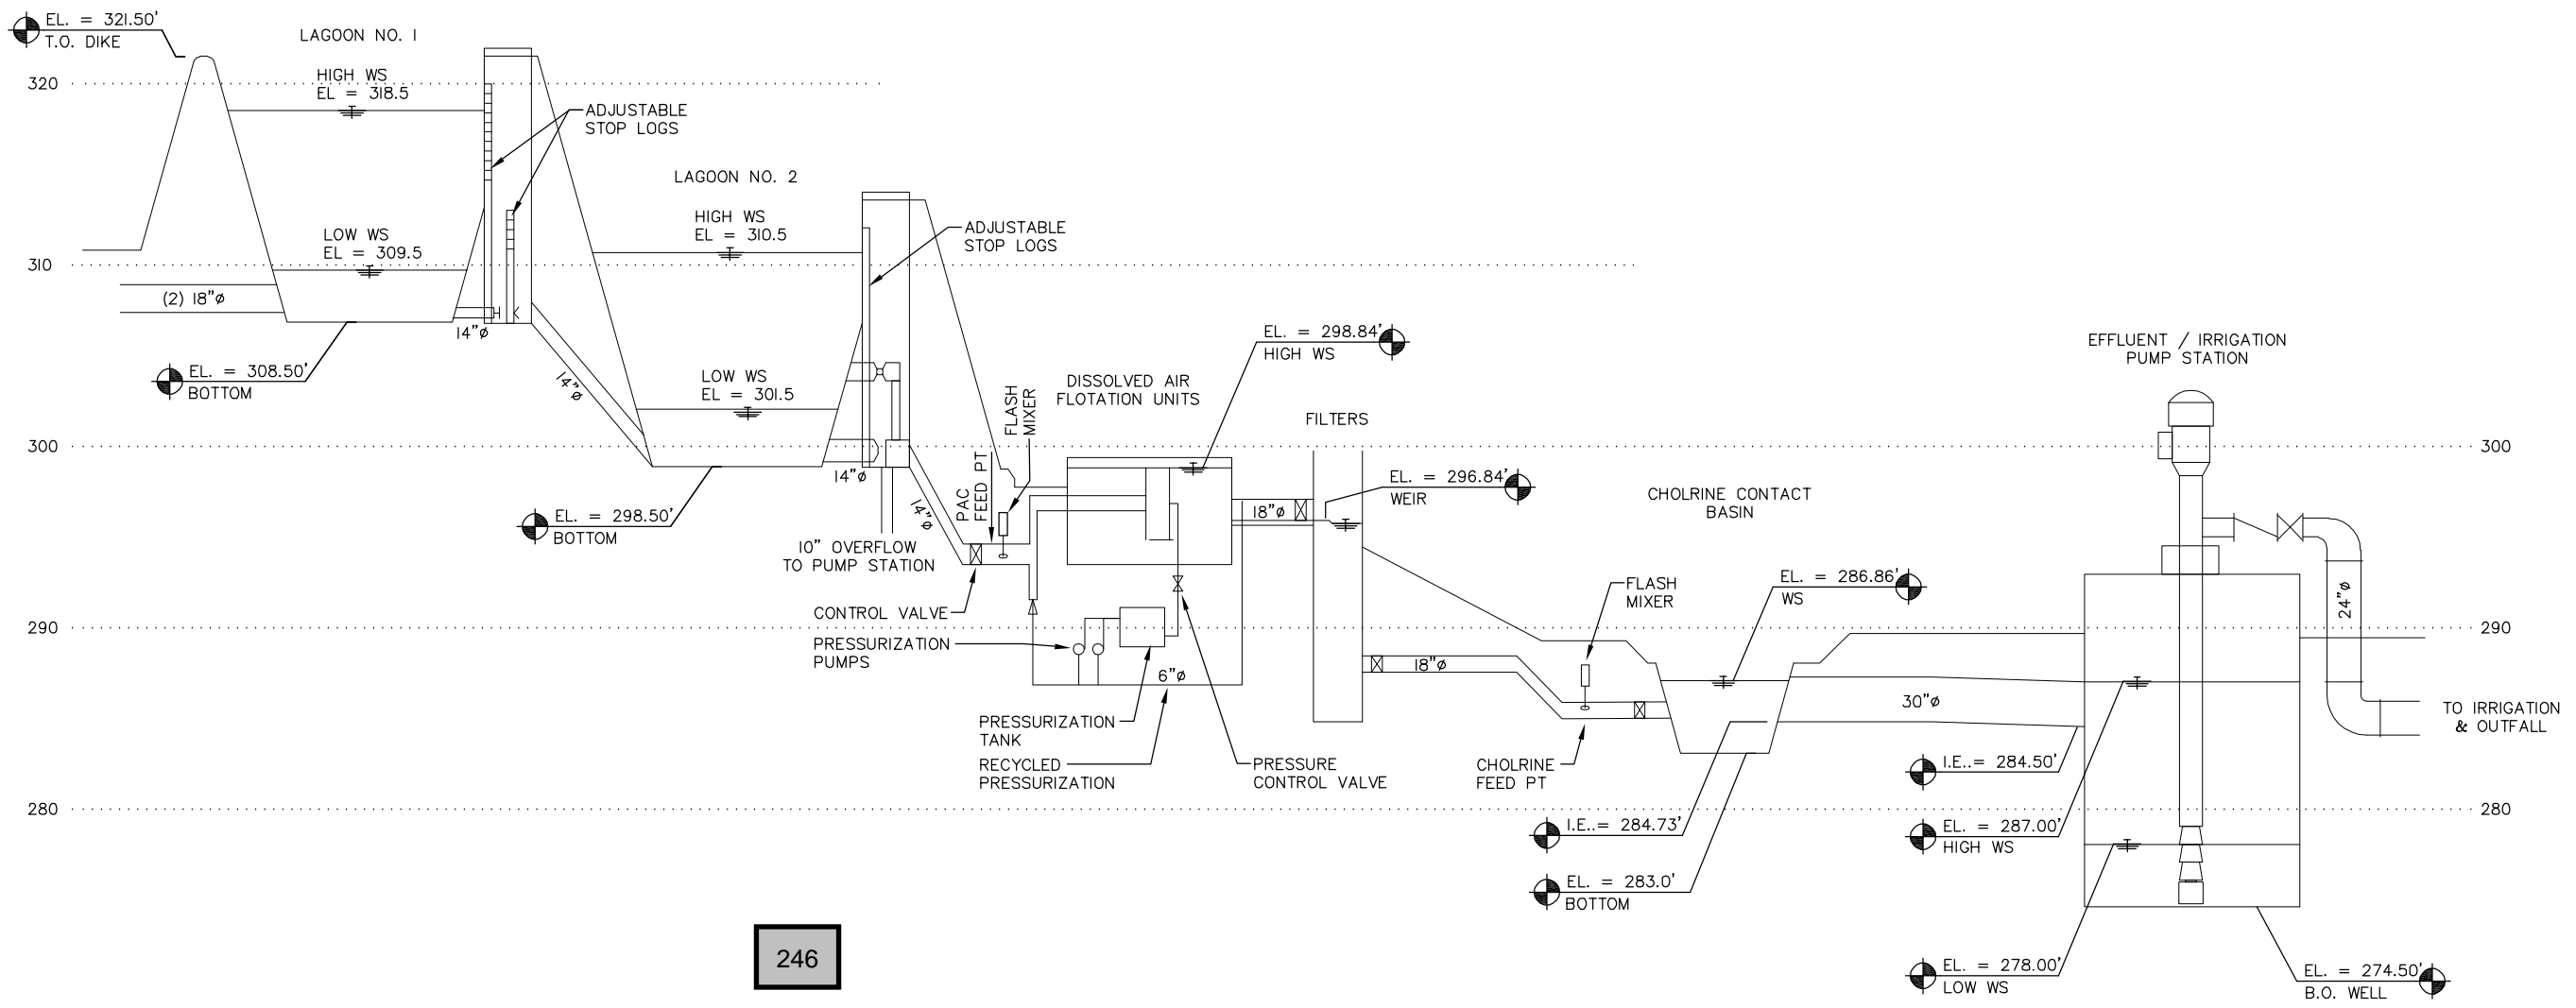 EL. = 321.50'
T.O. DIKE
LAGOON NO. 1
HIGH WS
EL = 318.5
320
ADJUSTABLE
STOP LOGS
LAGOON NO. 2
HIGH WS
EL = 310.5
ADJUSTABLE
STOP LOGS
LOW WS
EL = 309.5
310
(2) 18"ø
14"ø
EL. = 308.50'
BOTTOM
14"ø
LOW WS
EL = 301.5
EL. = 298.84'
HIGH WS
DISSOLVED AIR
FLOTATION UNITS
FLASH
MIXER
FILTERS
EFFLUENT / IRRIGATION
PUMP STATION
300
300
14"ø
EL. = 298.50'
BOTTOM
14"ø
PAC
FEED PT
EL. = 296.84'
WEIR
18"ø
CHOLRINE CONTACT
BASIN
10" OVERFLOW
TO PUMP STATION
CONTROL VALVE
PRESSURIZATION
PUMPS
290
290
6"ø
18"ø
FLASH
MIXER
EL. = 286.86'
WS
24"ø
30"ø
PRESSURIZATION
TANK
RECYCLED
PRESSURIZATION
PRESSURE
CONTROL VALVE
CHOLRINE
FEED PT
I.E..= 284.50'
TO IRRIGATION
& OUTFALL
280
280
I.E..= 284.73'
EL. = 287.00'
HIGH WS
EL. = 283.0'
BOTTOM
246
EL. = 278.00'
LOW WS
EL. = 274.50'
B.O. WELL